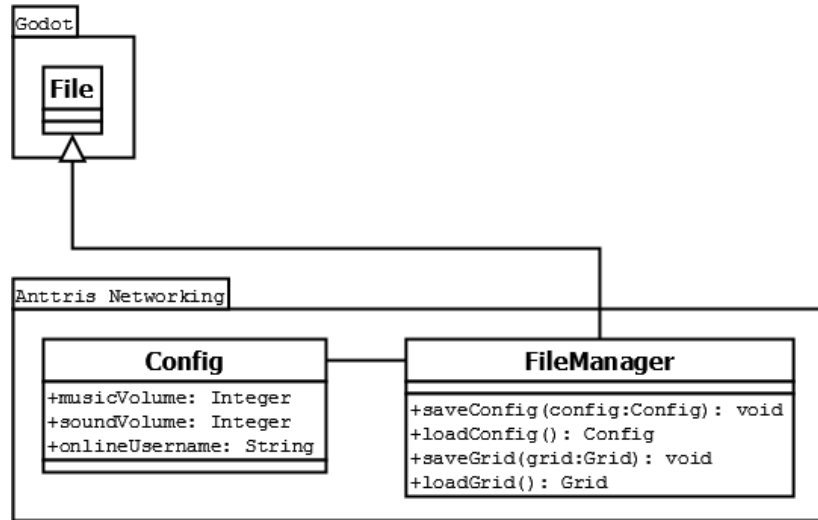 Godot
File
Anttris Networking
Config
+musicVolume: Integer
+soundVolume: Integer
+onlineUsername: String
FileManager
+saveConfig(config:Config): void
+loadConfig(): Config
+saveGrid(grid:Grid): void
+loadGrid(): Grid